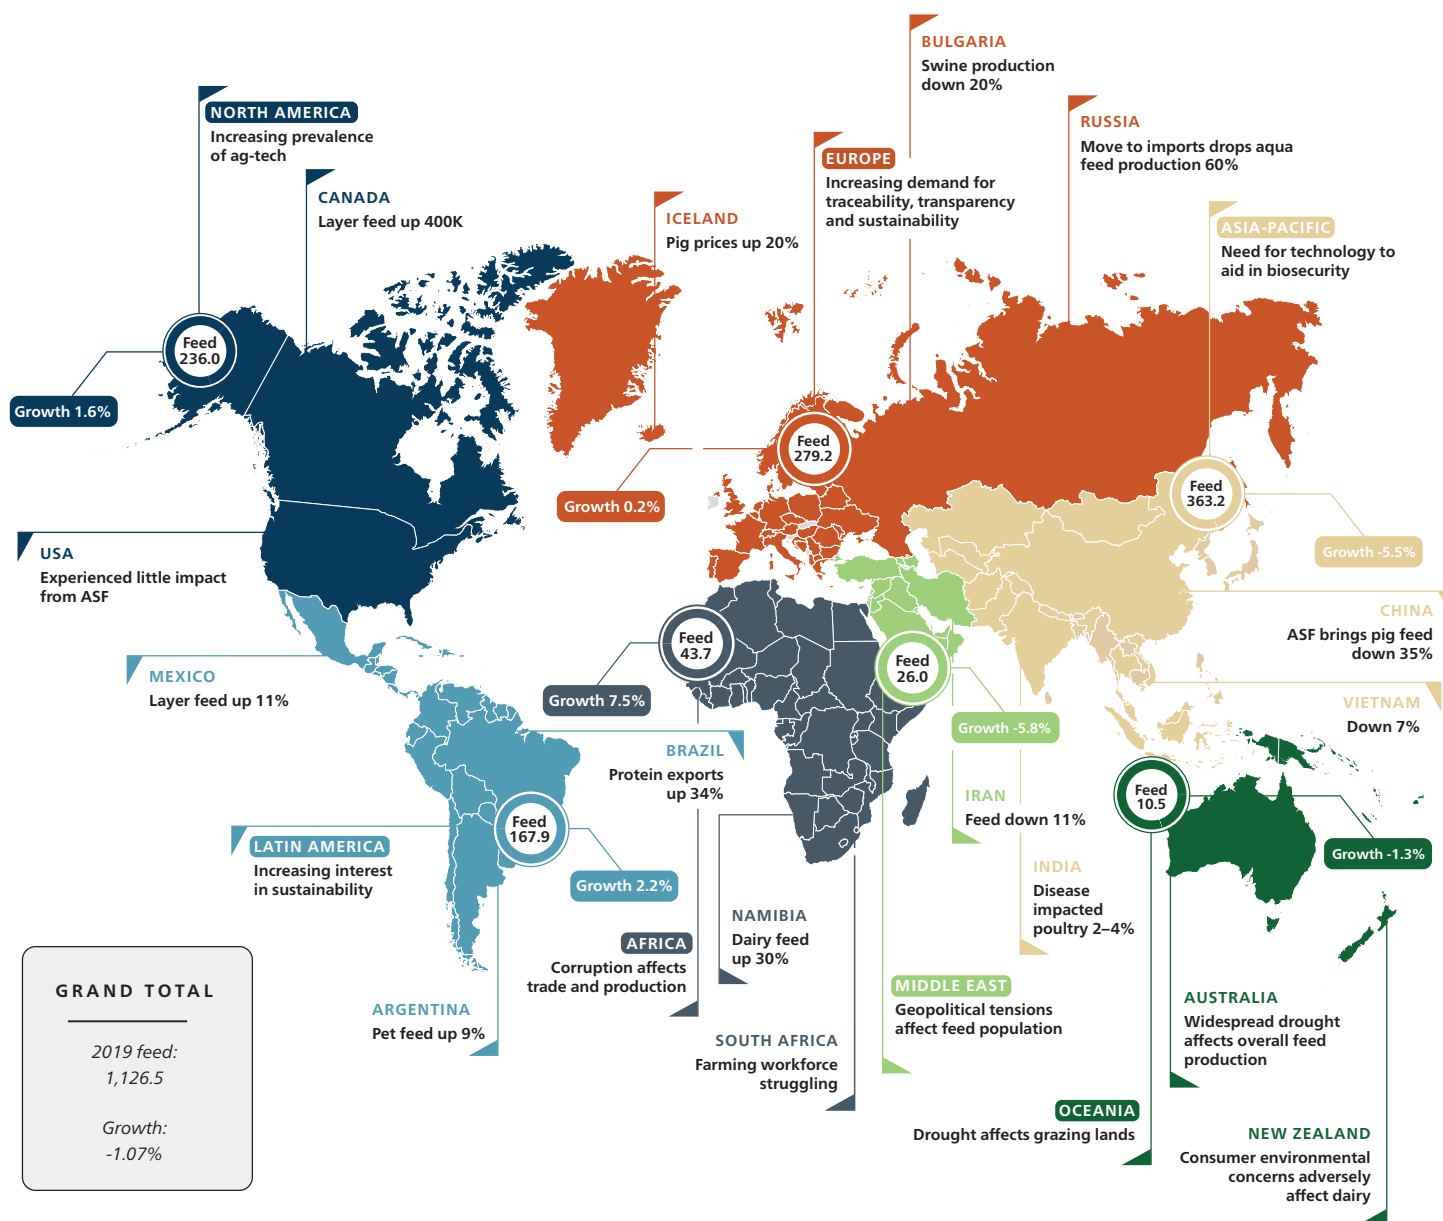 BULGARIA
Swine production
down 20%
NORTH AMERICA
Increasing prevalence
of ag-tech
RUSSIA
Move to imports drops aqua
feed production 60%
EUROPE
Increasing demand for
traceability, transparency
and sustainability
CANADA
Layer feed up 400K
ICELAND
Pig prices up 20%
ASIA-PACIFIC
Need for technology to
aid in biosecurity
Feed
236.0
Growth 1.6%
Feed
279.2
Growth 0.2%
Feed
363.2
Growth -5.5%
USA
Experienced little impact
from ASF
CHINA
ASF brings pig feed
down 35%
Feed
43.7
Growth 7.5%
Feed
26.0
Growth -5.8%
MEXICO
Layer feed up 11%
VIETNAM
Down 7%
BRAZIL
Protein exports
up 34%
IRAN
Feed down 11%
Feed
10.5
Growth -1.3%
Feed
167.9
Growth 2.2%
LATIN AMERICA
Increasing interest
in sustainability
INDIA
Disease
impacted
poultry 2–4%
NAMIBIA
Dairy feed
up 30%
AFRICA
Corruption affects
trade and production
MIDDLE EAST
Geopolitical tensions
affect feed population
ARGENTINA
Pet feed up 9%
AUSTRALIA
Widespread drought
affects overall feed
production
SOUTH AFRICA
Farming workforce
struggling
OCEANIA
Drought affects grazing lands
NEW ZEALAND
Consumer environmental
concerns adversely
affect dairy
GRAND TOTAL
2019 feed:
1,126.5
Growth:
-1.07%